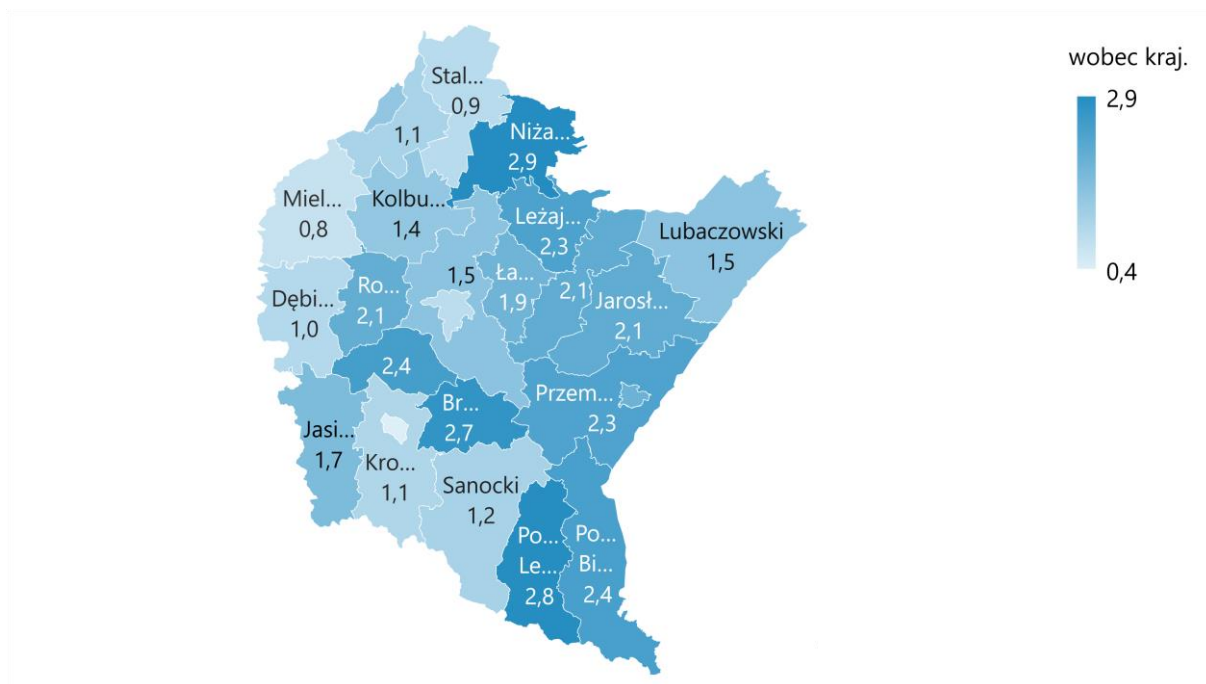 wobec kraj.
2,9
0,4
Stal...
0,9
1,1
Niża...
2,9
Miel...
0,8
Kolbu...
1,4
Leżaj...
2,3
Lubaczowski
1,5
1,5
Ła...
1,9
2,1
Jarosł...
2,1
Dębi...
1,0
Ro...
2,1
2,4
Br...
2,7
Przem...
2,3
Jasi...
1,7
Kro...
1,1
Sanocki
1,2
Po...
Le...
2,8
Po...
Bi...
2,4